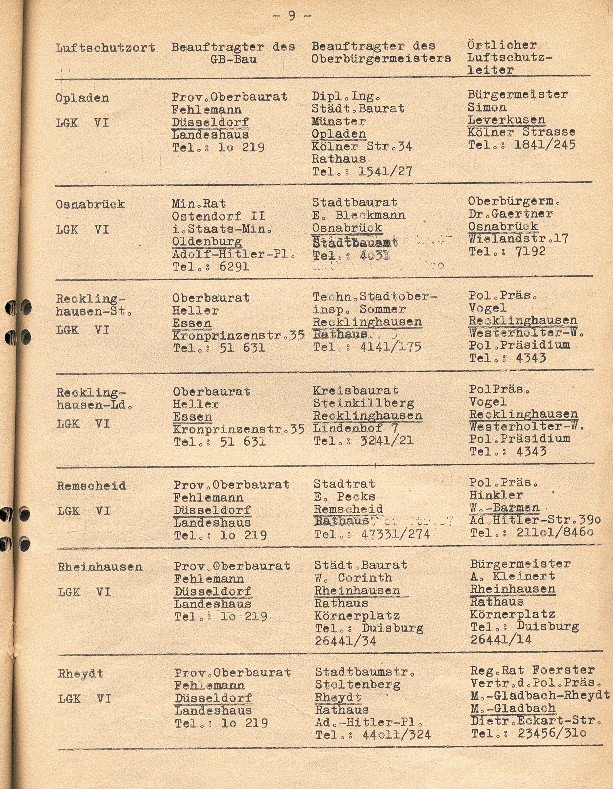 - 9 -
Luftschutzort Beauftragter des Beauftragter des Örtlicher
GB-Bau Oberbürgermeisters Luftschutz-
leiter
Opladen Prov.Oberbaurat Dipl.Ing. Bürgermeister
Fehlemann Städt.Baurat Simon
LGK VI Düsseldorf Münster Leverkusen
Landeshaus Opladen Kölner Strasse
Tel.: 1o 219 Kölner Str.34 Tel.: 1841/245
Rathaus
Tel.: 1541/27
Osnabrück Min.Rat Stadtbaurat Oberbürgerm.
Ostendorf II E. Bleckmann Dr.Gaertner
LGK VI i.Staats-Min. Osnabrück Osnabrück
Oldenburg Stadtbauamt Wielandstr.17
Adolf-Hitler-Pl. Tel.: 4031 Tel.: 7192
Tel.: 6291
Reckling- Oberbaurat Techn.Stadtober- Pol.Präs.
hausen-St. Heller insp. Sommer Vogel
LGK VI Essen Recklinghausen Recklinghausen
Kronprinzenstr.35 Rathaus Westerholter-W.
Tel.: 51 631 Tel.: 4141/175 Pol.Präsidium
Tel.: 4343
Reckling- Oberbaurat Kreisbaurat PolPräs.
hausen-Ld. Heller Steinkillberg Vogel
LGK VI Essen Recklinghausen Recklinghausen
Kronprinzenstr.35 Lindenhof 7 Westerholter-W.
Tel.: 51 631 Tel.: 3241/21 Pol.Präsidium
Tel.: 4343
Remscheid Prov.Oberbaurat Stadtrat Pol.Präs.
Fehlemann E. Pecks Hinkler
LGK VI Düsseldorf Remscheid W.-Barmen
Landeshaus Rathaus Ad.Hitler-Str.39o
Tel.: 1o 219 Tel.: 47331/274 Tel.: 211o1/846o
Rheinhausen Prov.Oberbaurat Städt.Baurat Bürgermeister
Fehlemann W. Corinth A. Kleinert
LGK VI Düsseldorf Rheinhausen Rheinhausen
Landeshaus Rathaus Rathaus
Tel.: 1o 219 Körnerplatz Körnerplatz
Tel.: Duisburg Tel.: Duisburg
26441/34 26441/14
Rheydt Prov.Oberbaurat Stadtbaumstr. Reg.Rat Foerster
Fehlemann Stoltenberg Vertr.d.Pol.Präs.
LGK VI Düsseldorf Rheydt M.-Gladbach-Rheydt
Landeshaus Rathaus M.-Gladbach
Tel.: 1o 219 Ad.-Hitler-Pl. Dietr.Eckart-Str.
Tel.: 44o11/324 Tel.: 23456/31o